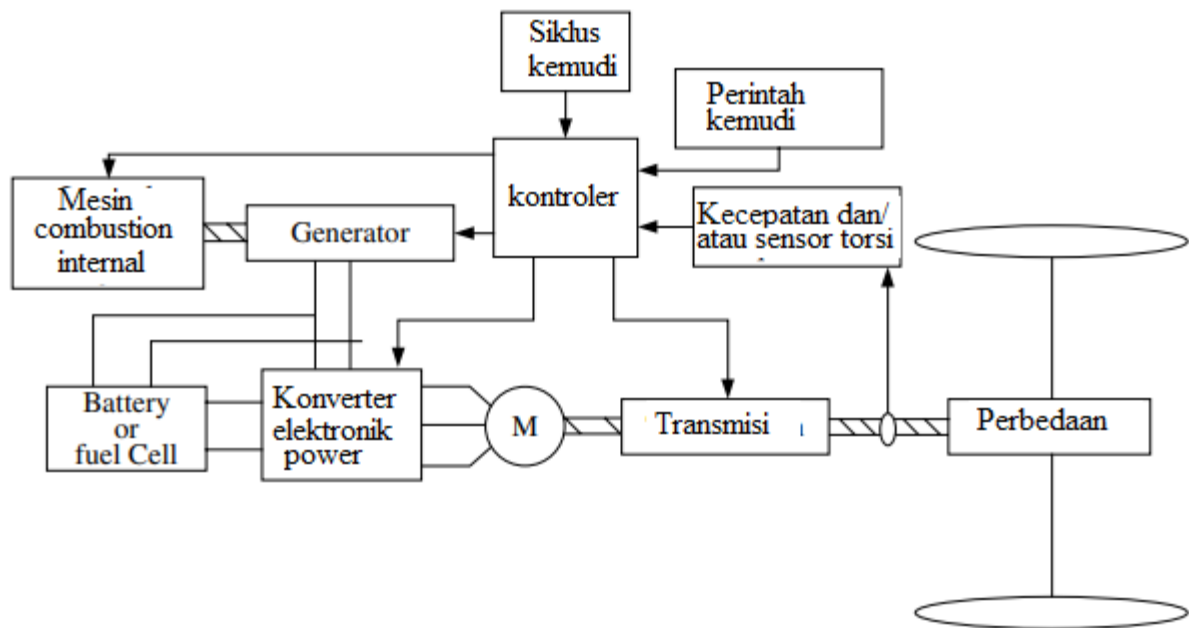 Siklus
kemudi
Perintah
kemudi
kontroler
Mesin
combustion
internal
Generator
Kecepatan dan/
atau sensor torsi
Battery
or
fuel Cell
Konverter
elektronik
power
M
Transmisi
Perbedaan